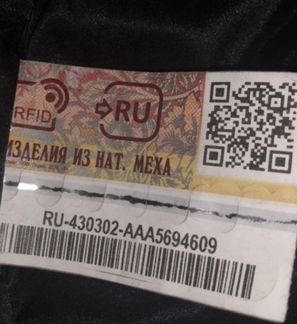 RFID
RU
ИЗДЕЛИЯ ИЗ НАТ. МЕХА
RU-430302-AAA5694609